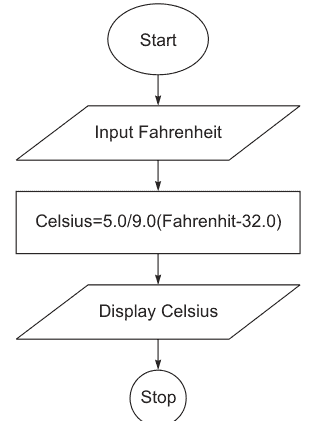 Start
Input Fahrenheit
Celsius=5.0/9.0(Fahrenhit-32.0)
Display Celsius
Stop